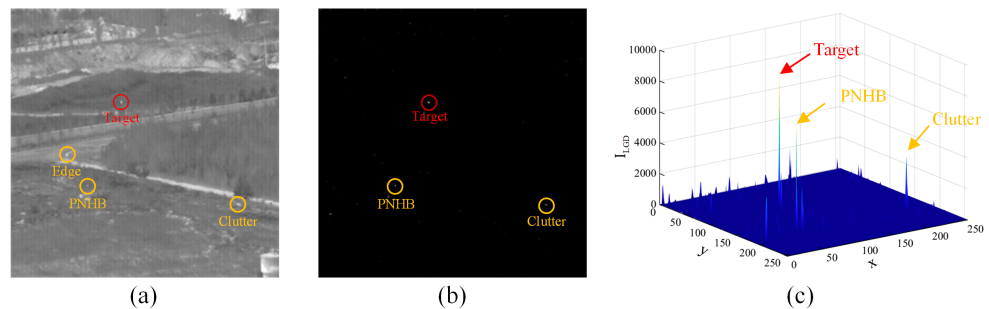 Target
Edge
PNHB
Clutter
(a)
Target
PNHB
Clutter
(b)
10000
8000
6000
4000
2000
0
I_LGD
0
50
100
150
200
250
y
0
50
100
150
200
250
x
Target
PNHB
Clutter
(c)